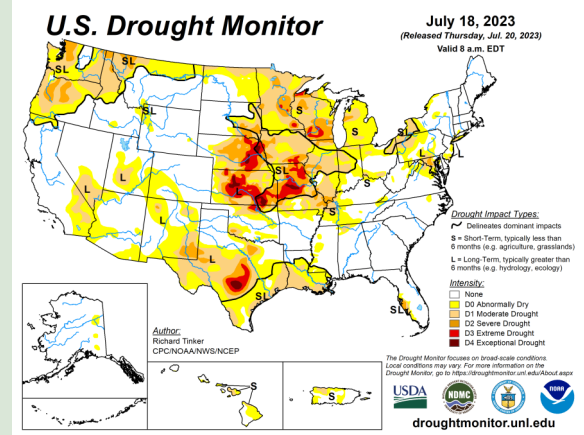 U.S. Drought Monitor
July 18, 2023
(Released Thursday, Jul. 20, 2023)
Valid 8 a.m. EDT
SL
SL
SL
S
S
SL
L
L
SL
S
L
L
L
L
L
S
L
SL
SL
Drought Impact Types:
Delineates dominant impacts
S = Short-Term, typically less than
6 months (e.g. agriculture, grasslands)
L = Long-Term, typically greater than
6 months (e.g. hydrology, ecology)
Intensity:
None
D0 Abnormally Dry
D1 Moderate Drought
D2 Severe Drought
D3 Extreme Drought
D4 Exceptional Drought
Author:
Richard Tinker
CPC/NOAA/NWS/NCEP
S
S
The Drought Monitor focuses on broad-scale conditions.
Local conditions may vary. For more information on the
Drought Monitor, go to https://droughtmonitor.unl.edu/About.aspx
USDA
NDMC
NOAA
droughtmonitor.unl.edu